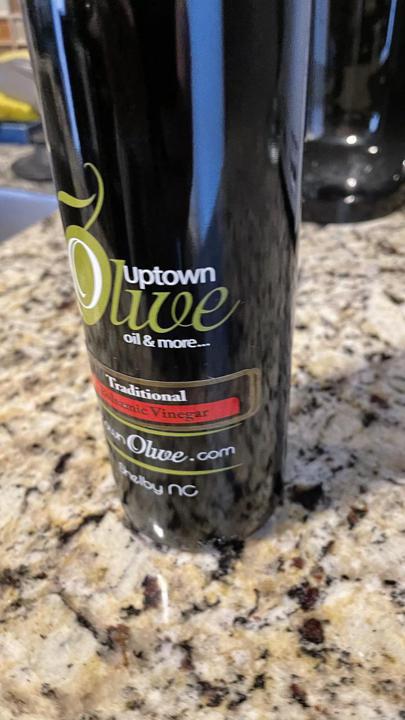 Uptown
Olive
oil & more...
Traditional
Balsamic Vinegar
Olive.com
Shelby NC